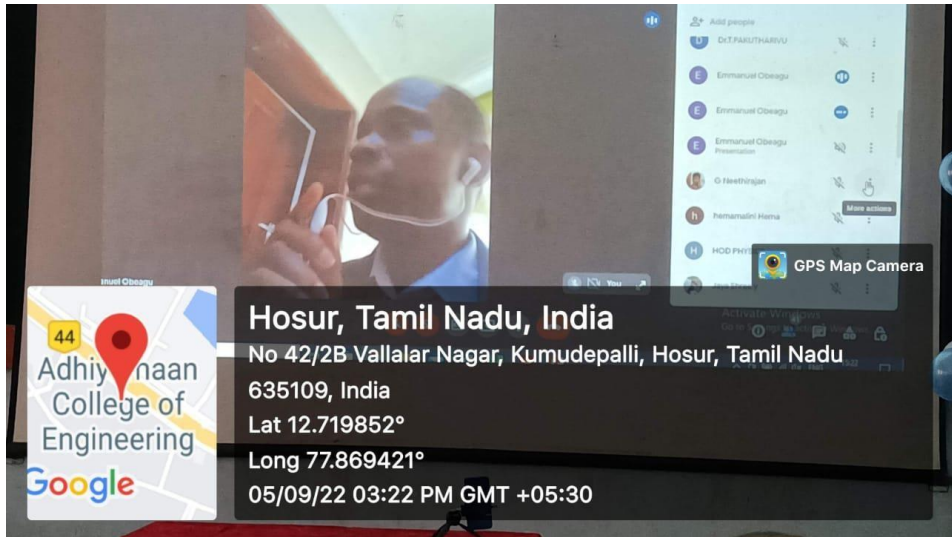 Add people
Dr.T.PARUTHARIVU
E
Emmanuel Obeagu
E
Emmanuel Obeagu
E
Emmanuel Obeagu
Presentation
G Neethirajan
More actions
h
hemamalini Hema
H
HOD
GPS Map Camera
nuel Obeagu
You
Activate Windows
44
College of
Engineering
Google
Hosur, Tamil Nadu, India
No 42/2B Vallalar Nagar, Kumudepalli, Hosur, Tamil Nadu
635109, India
Lat 12.719852°
Long 77.869421°
05/09/22 03:22 PM GMT +05:30